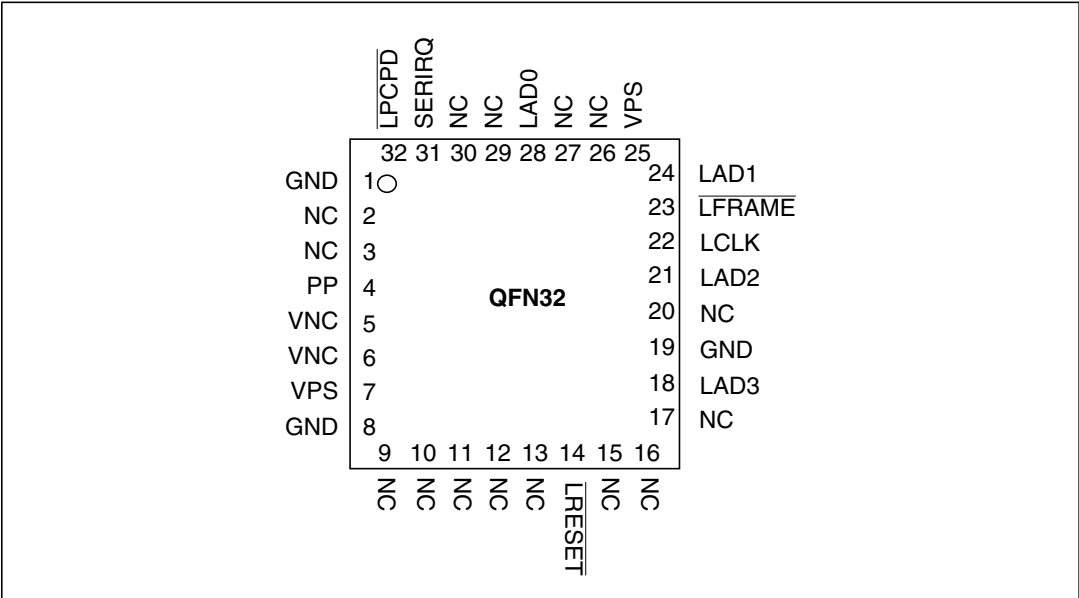 LPCPD SERIRQ NC NC LAD0 NC NC VPS
32 31 30 29 28 27 26 25
GND 1 24 LAD1
NC 2 23 LFRAME
NC 3 22 LCLK
PP 4 21 LAD2
QFN32
VNC 5 20 NC
VNC 6 19 GND
VPS 7 18 LAD3
GND 8 17 NC
9 10 11 12 13 14 15 16
NC NC NC NC NC LRESET NC NC